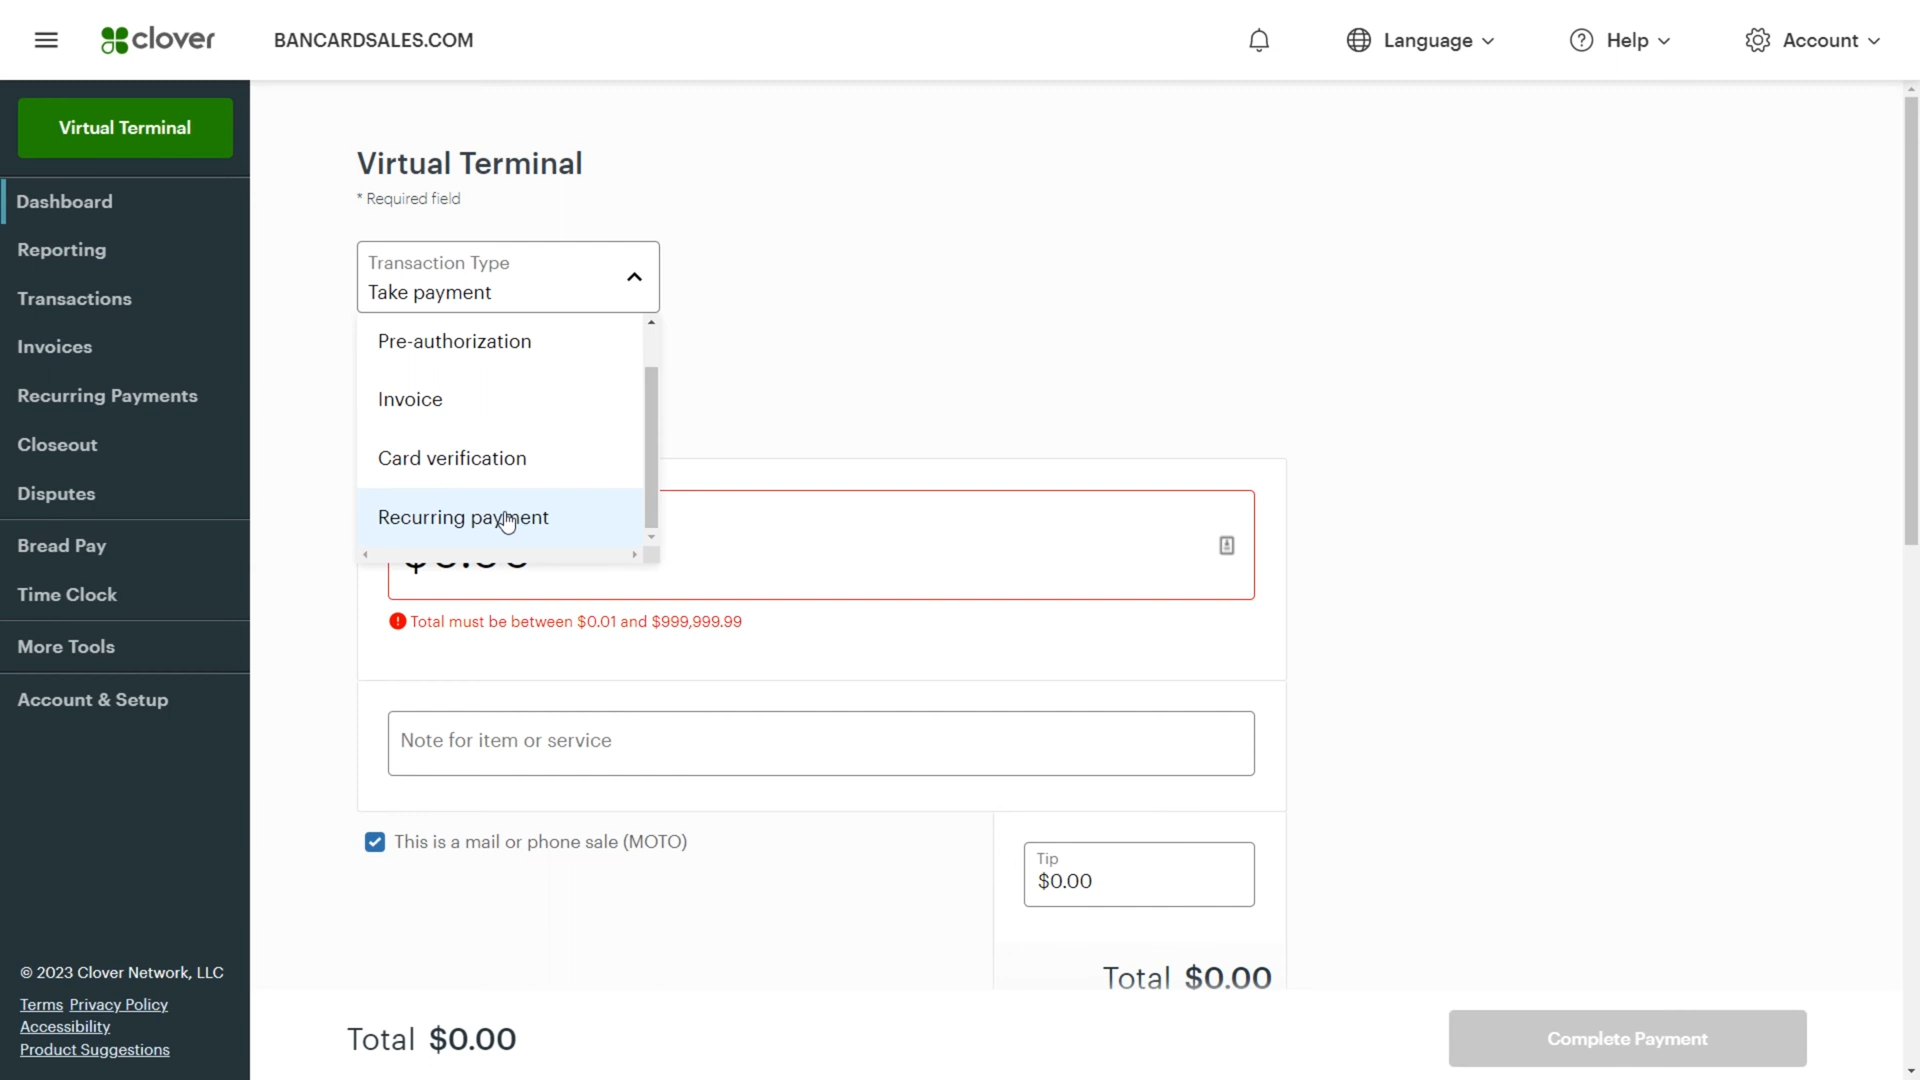 clover
BANCARDSALES.COM
Language
Help
Account
Virtual Terminal
Dashboard
Reporting
Transactions
Invoices
Recurring Payments
Closeout
Disputes
Bread Pay
Time Clock
More Tools
Account & Setup
© 2023 Clover Network, LLC
Terms Privacy Policy
Accessibility
Product Suggestions
Virtual Terminal
* Required field
Transaction Type
Take payment
Pre-authorization
Invoice
Card verification
Recurring payment
Total must be between $0.01 and $999,999.99
Note for item or service
This is a mail or phone sale (MOTO)
Tip
$0.00
Total $0.00
Total $0.00
Complete Payment